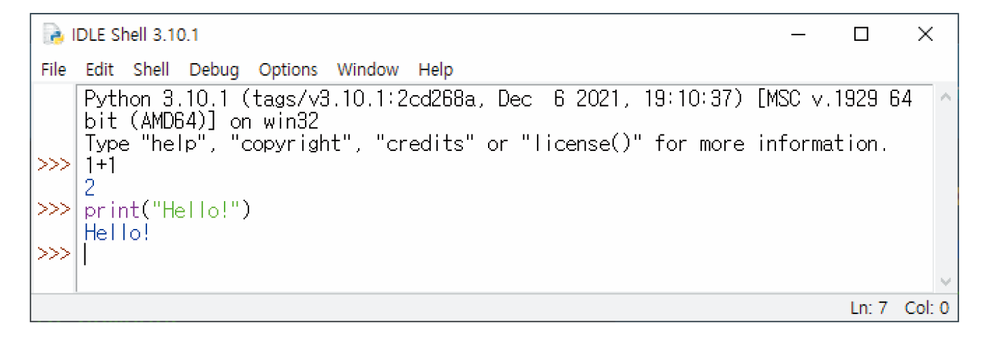 IDLE Shell 3.10.1
File Edit Shell Debug Options Window Help
Python 3.10.1 (tags/v3.10.1:2cd268a, Dec  6 2021, 19:10:37) [MSC v.1929 64
bit (AMD64)] on win32
Type "help", "copyright", "credits" or "license()" for more information.
>>> 1+1
2
>>> print("Hello!")
Hello!
>>>
Ln: 7 Col: 0